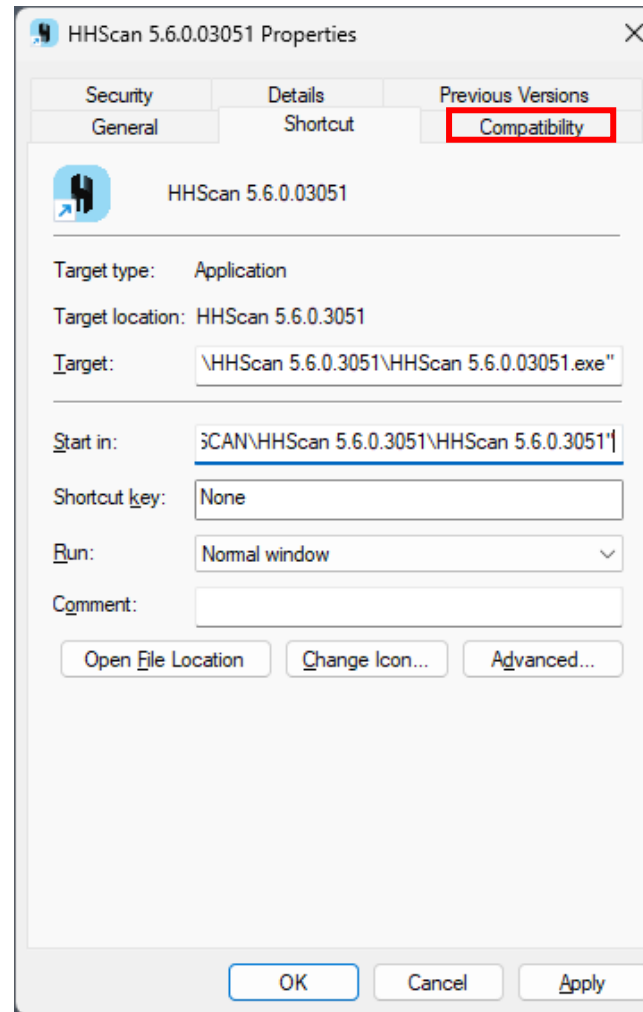 HHScan 5.6.0.03051 Properties
Security Details Previous Versions
General Shortcut Compatibility
HHScan 5.6.0.03051
Target type: Application
Target location: HHScan 5.6.0.3051
Target: \HHScan 5.6.0.3051\HHScan 5.6.0.03051.exe"
Start in: SCAN\HHScan 5.6.0.3051\HHScan 5.6.0.3051"
Shortcut key: None
Run: Normal window
Comment:
Open File Location Change Icon... Advanced...
OK Cancel Apply